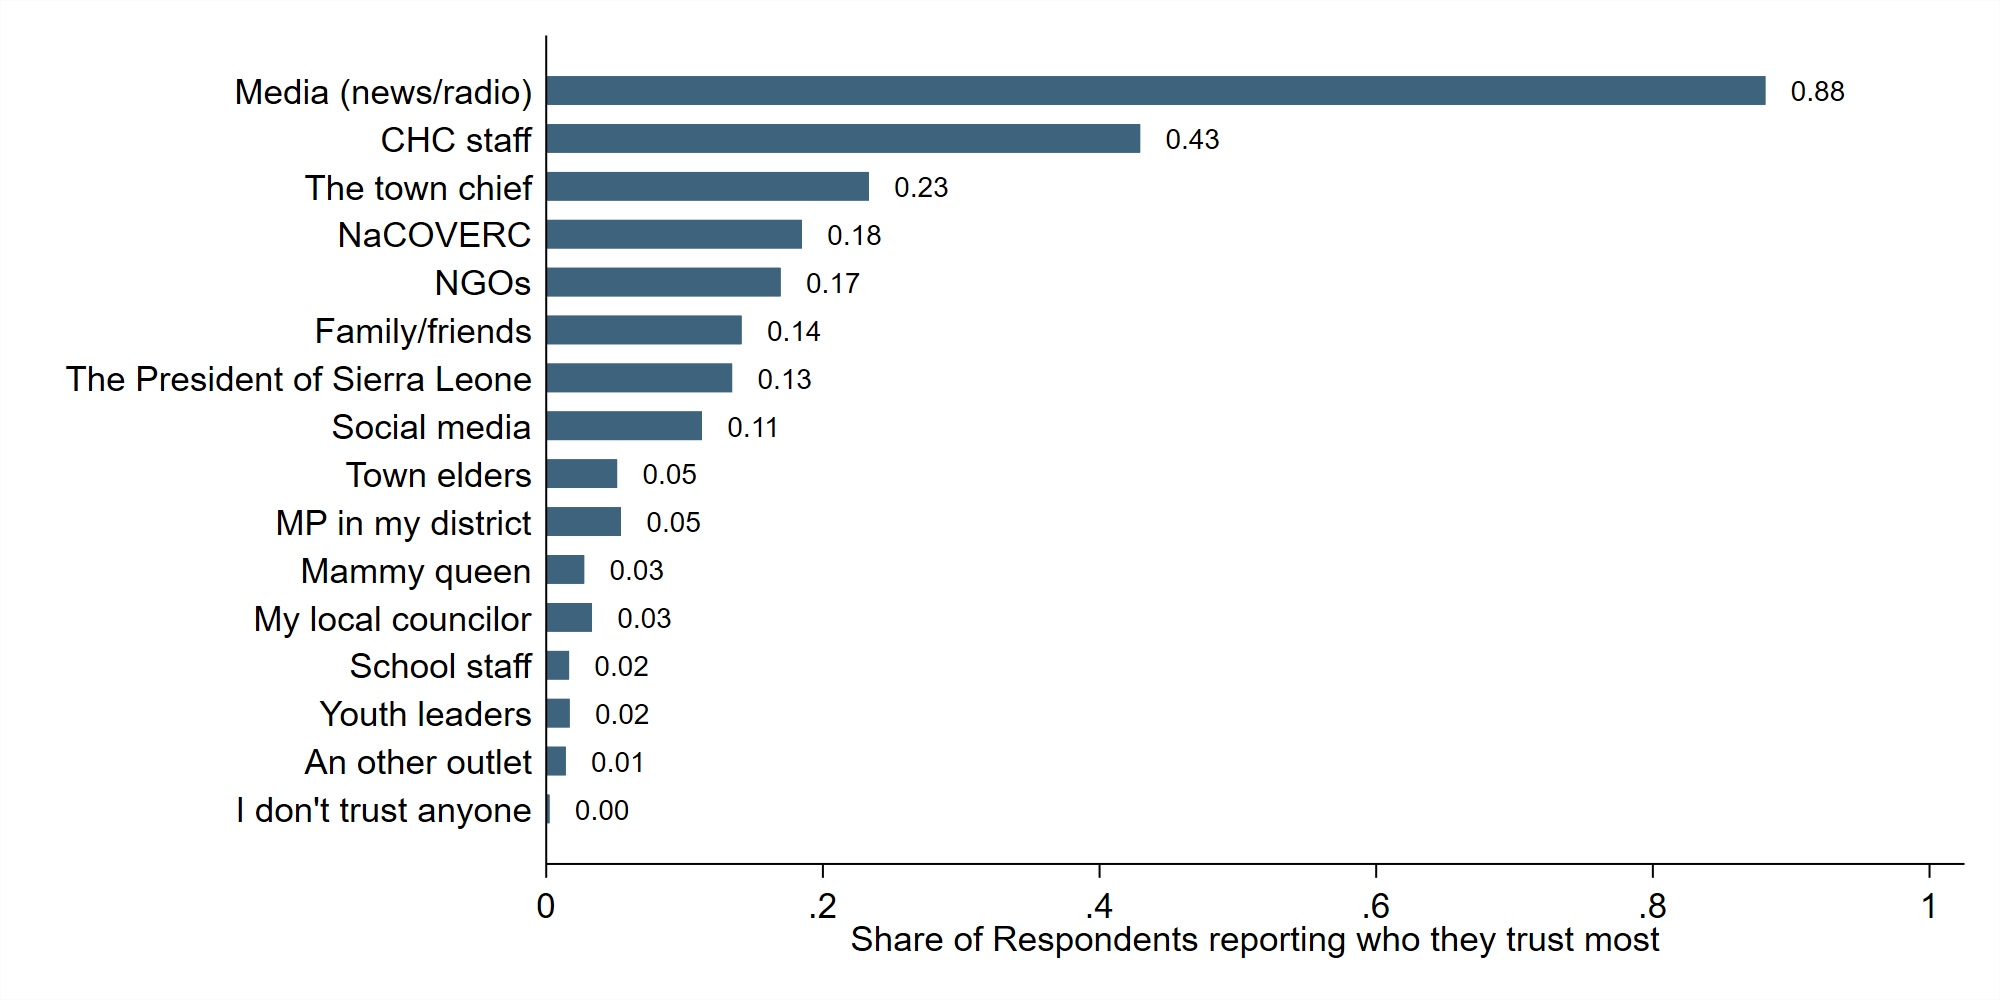 Media (news/radio) 0.88
CHC staff 0.43
The town chief 0.23
NaCOVERC 0.18
NGOs 0.17
Family/friends 0.14
The President of Sierra Leone 0.13
Social media 0.11
Town elders 0.05
MP in my district 0.05
Mammy queen 0.03
My local councilor 0.03
School staff 0.02
Youth leaders 0.02
An other outlet 0.01
I don't trust anyone 0.00
0 .2 .4 .6 .8 1
Share of Respondents reporting who they trust most